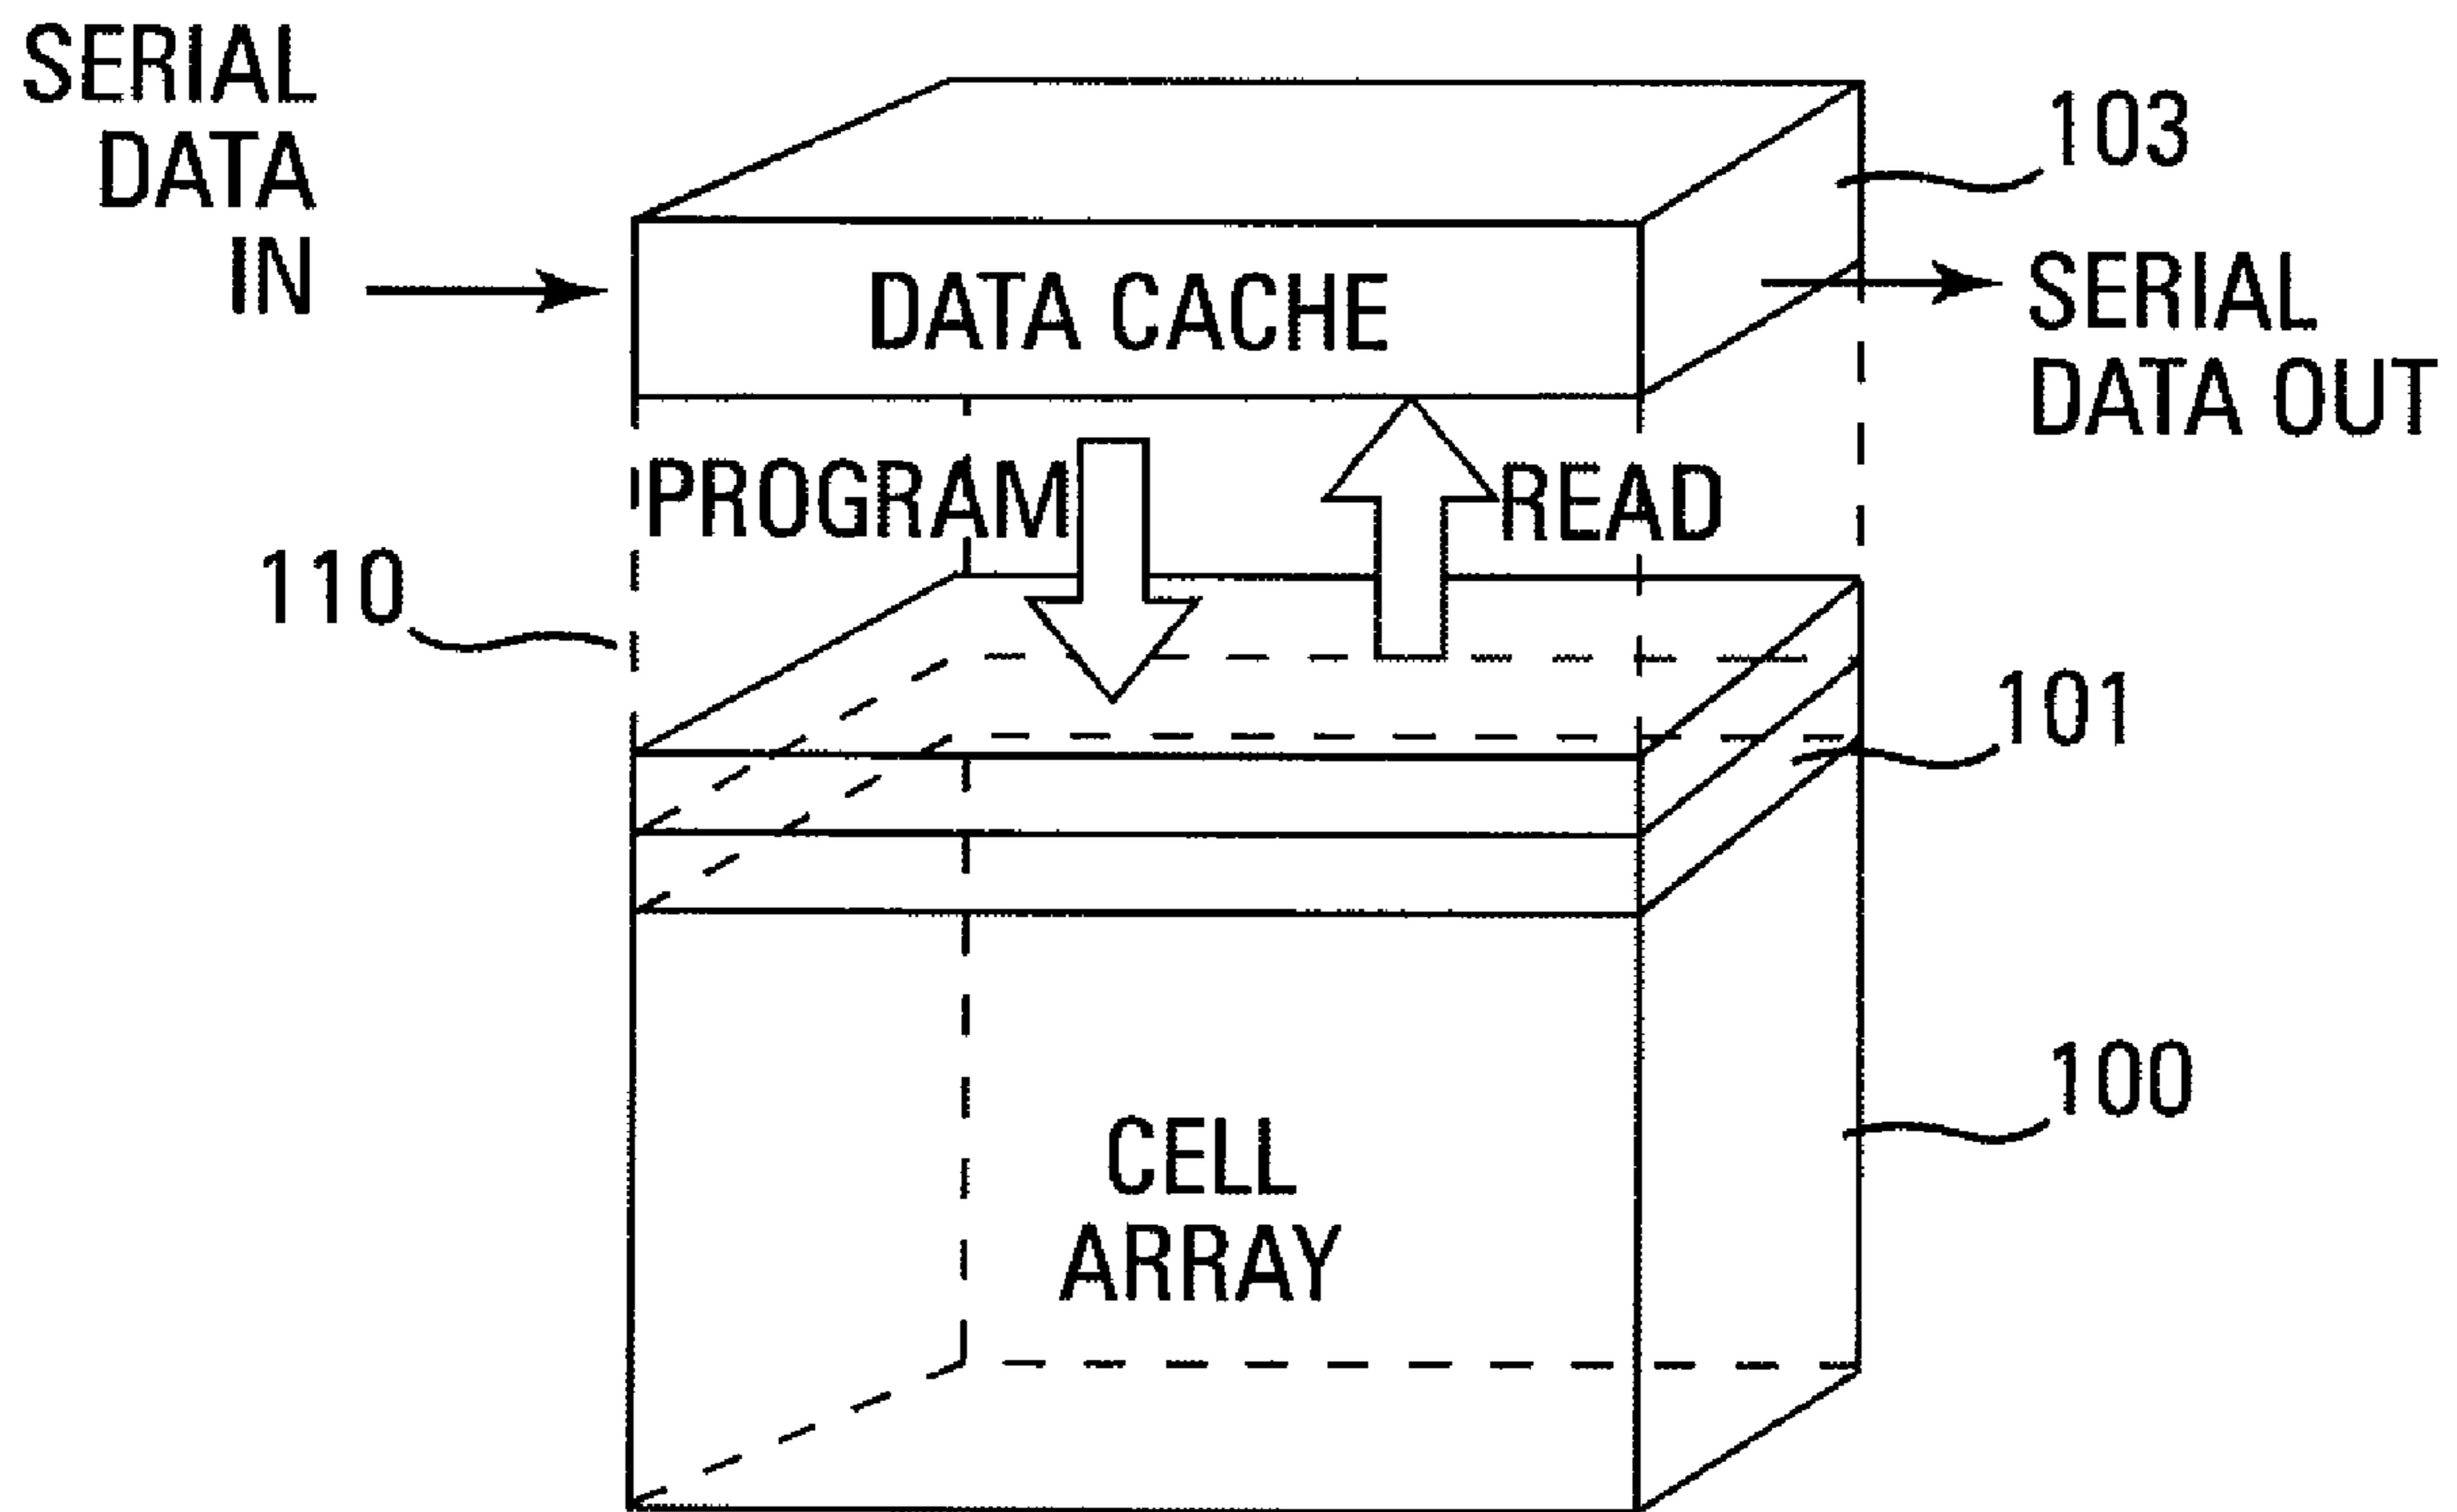 SERIAL
DATA
IN
103
DATA CACHE
SERIAL
DATA OUT
PROGRAM
READ
110
101
100
CELL
ARRAY